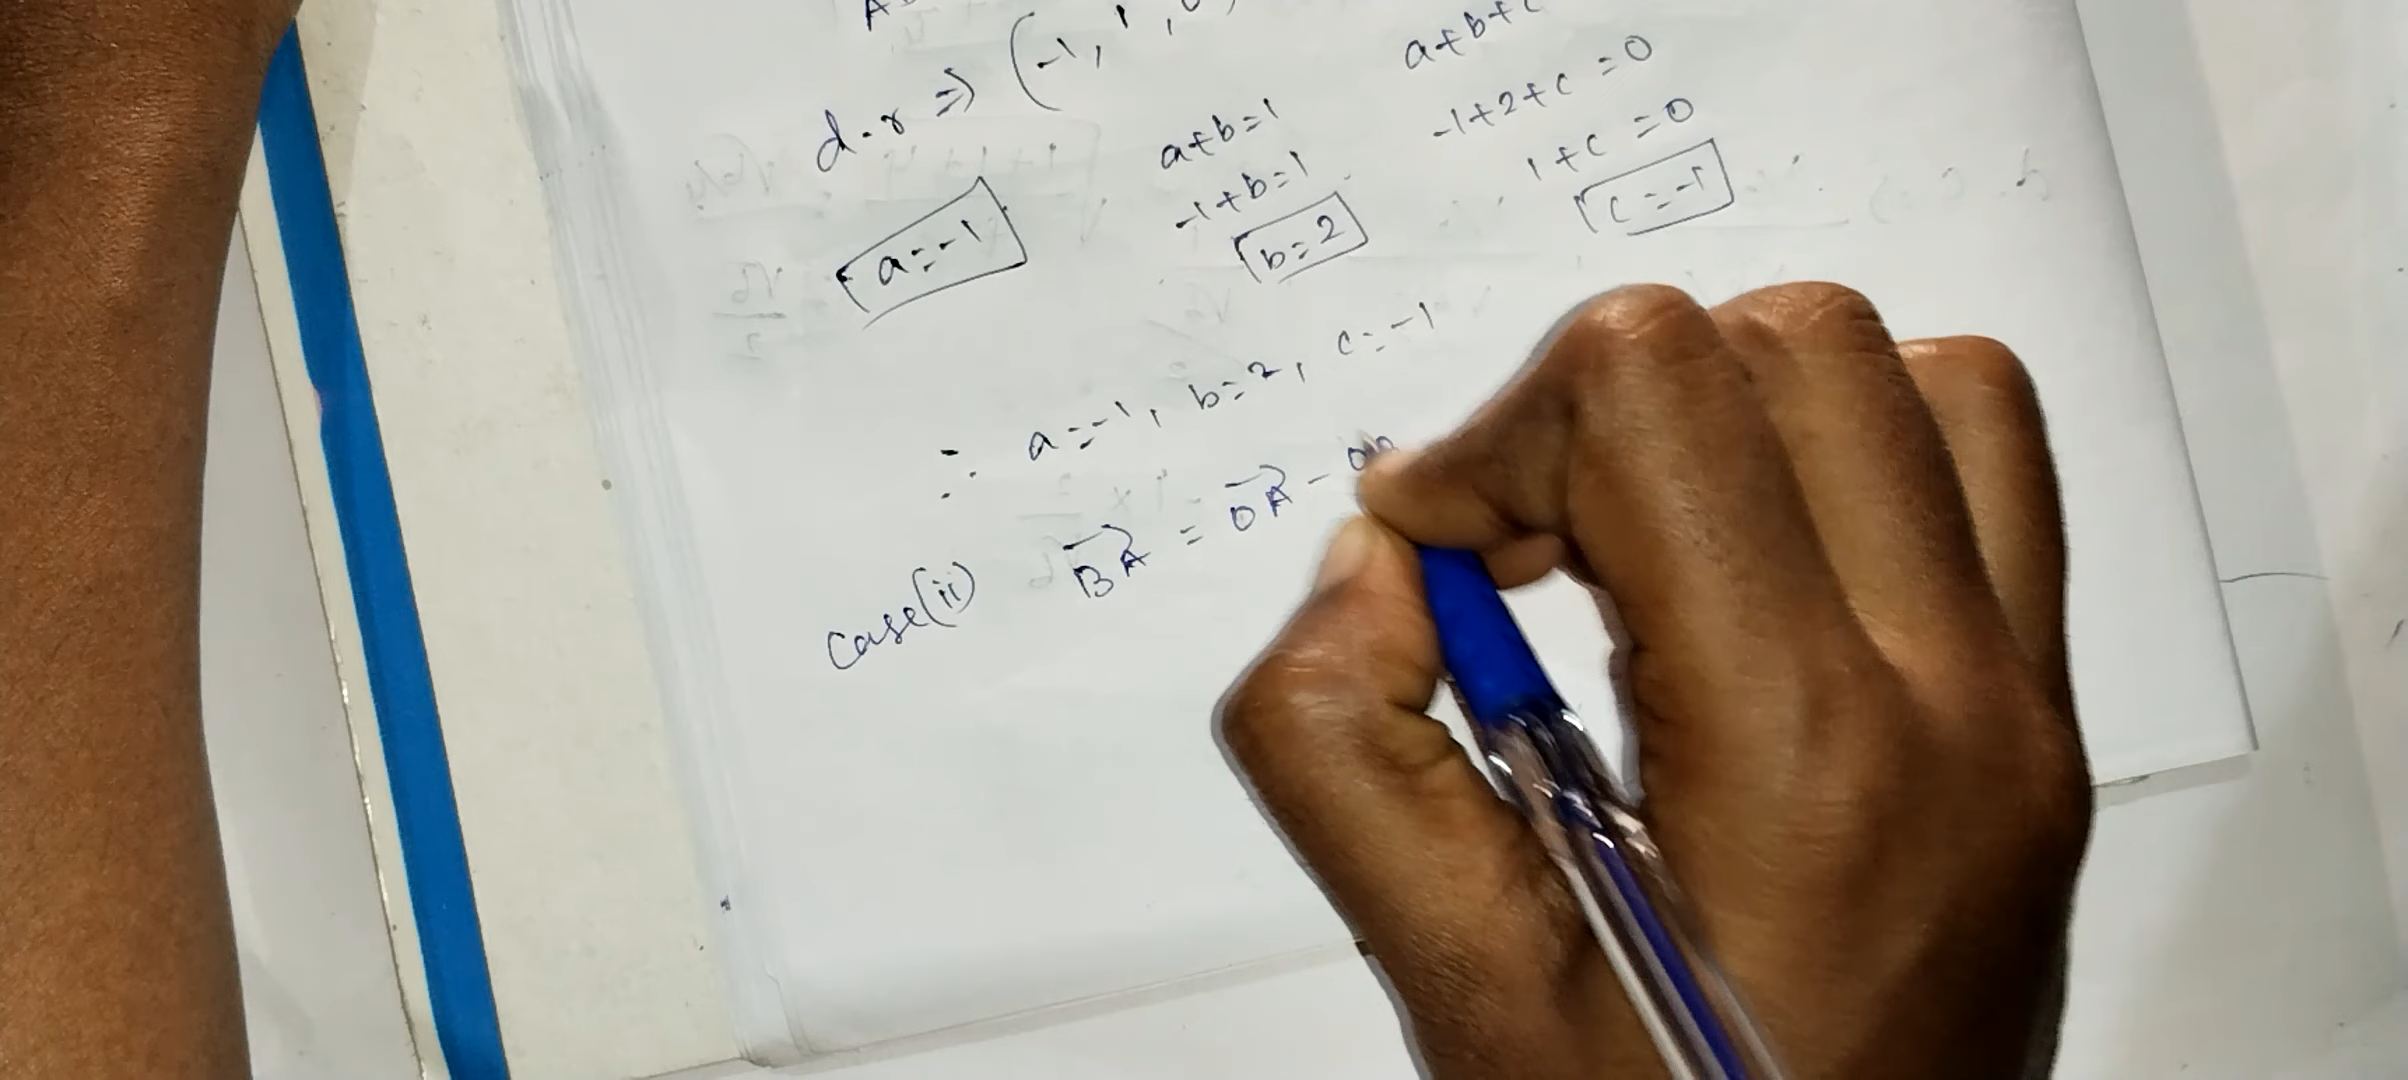 d.r ⇒ (-1, 1, 0
a+b+c
-1+2+c = 0
1+c = 0
c = -1
a+b=1
-1+b=1
b=2
a=-1
∴ a=-1, b=2, c=-1
case(ii) BA = OA -